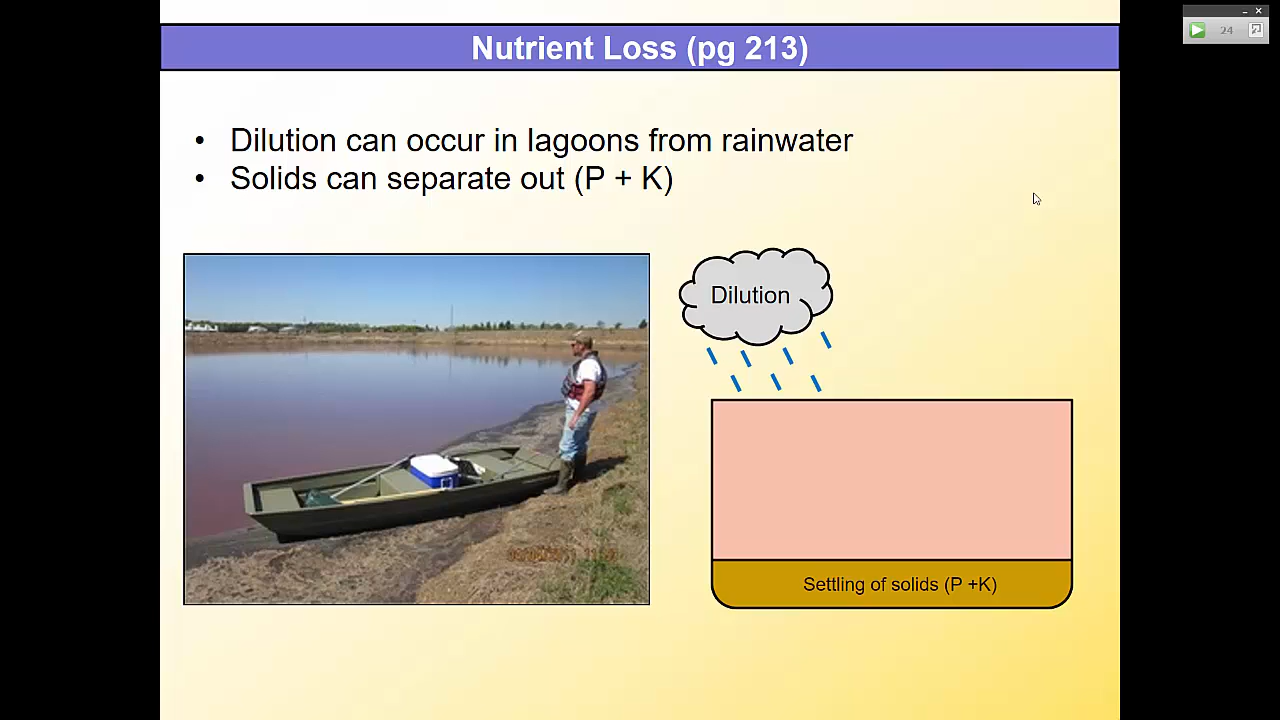 Nutrient Loss (pg 213)
24
• Dilution can occur in lagoons from rainwater
• Solids can separate out (P + K)
Dilution
Settling of solids (P +K)